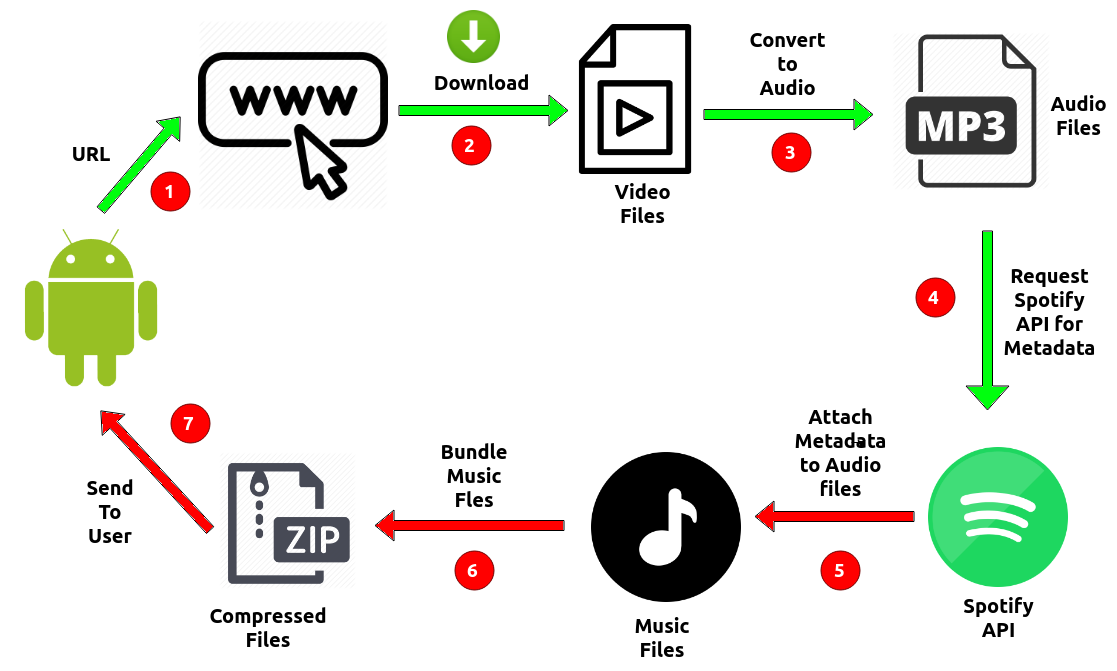 URL
1
www
Download
2
Video
Files
Convert
to
Audio
3
MP3
Audio
Files
4
Request
Spotify
API for
Metadata
Spotify
API
Attach
Metadata
to Audio
files
5
Music
Files
Bundle
Music
Fles
6
ZIP
Compressed
Files
7
Send
To
User